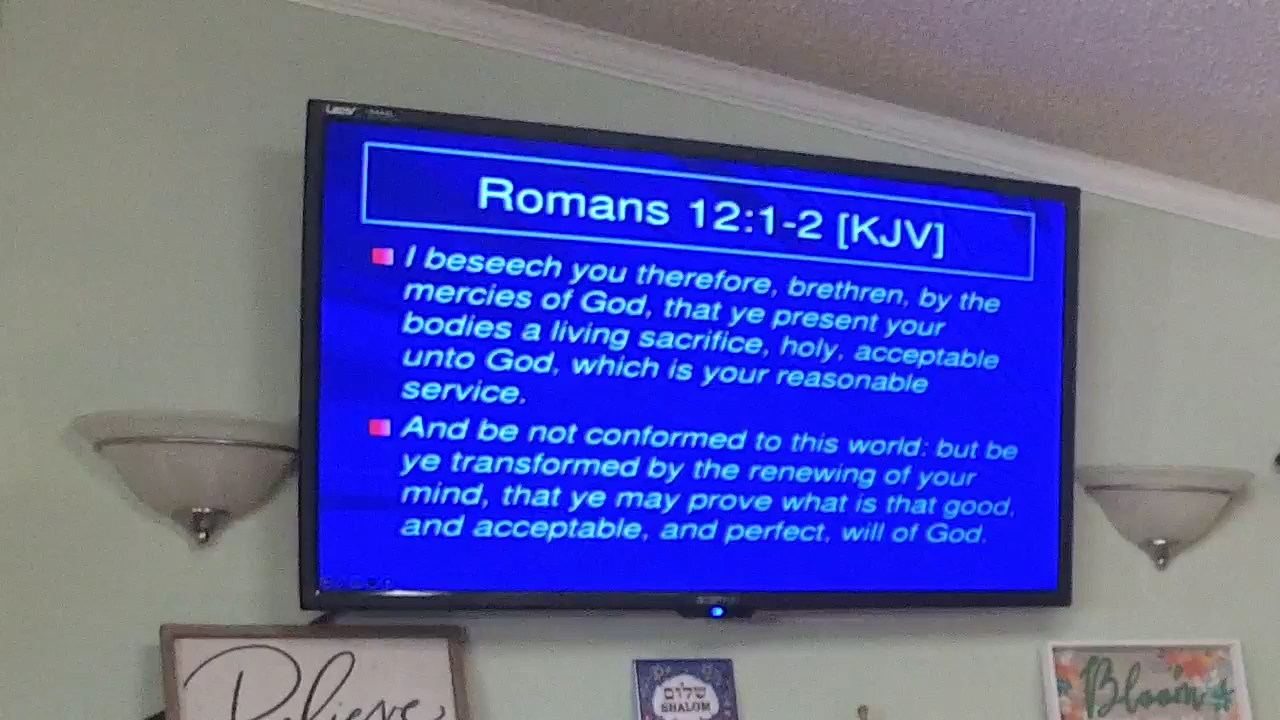 Romans 12:1-2 [KJV]
I beseech you therefore, brethren, by the
mercies of God, that ye present your
bodies a living sacrifice, holy, acceptable
unto God, which is your reasonable
service.
And be not conformed to this world: but be
ye transformed by the renewing of your
mind, that ye may prove what is that good,
and acceptable, and perfect, will of God.
Believe
שלום
SHALOM
Bloom